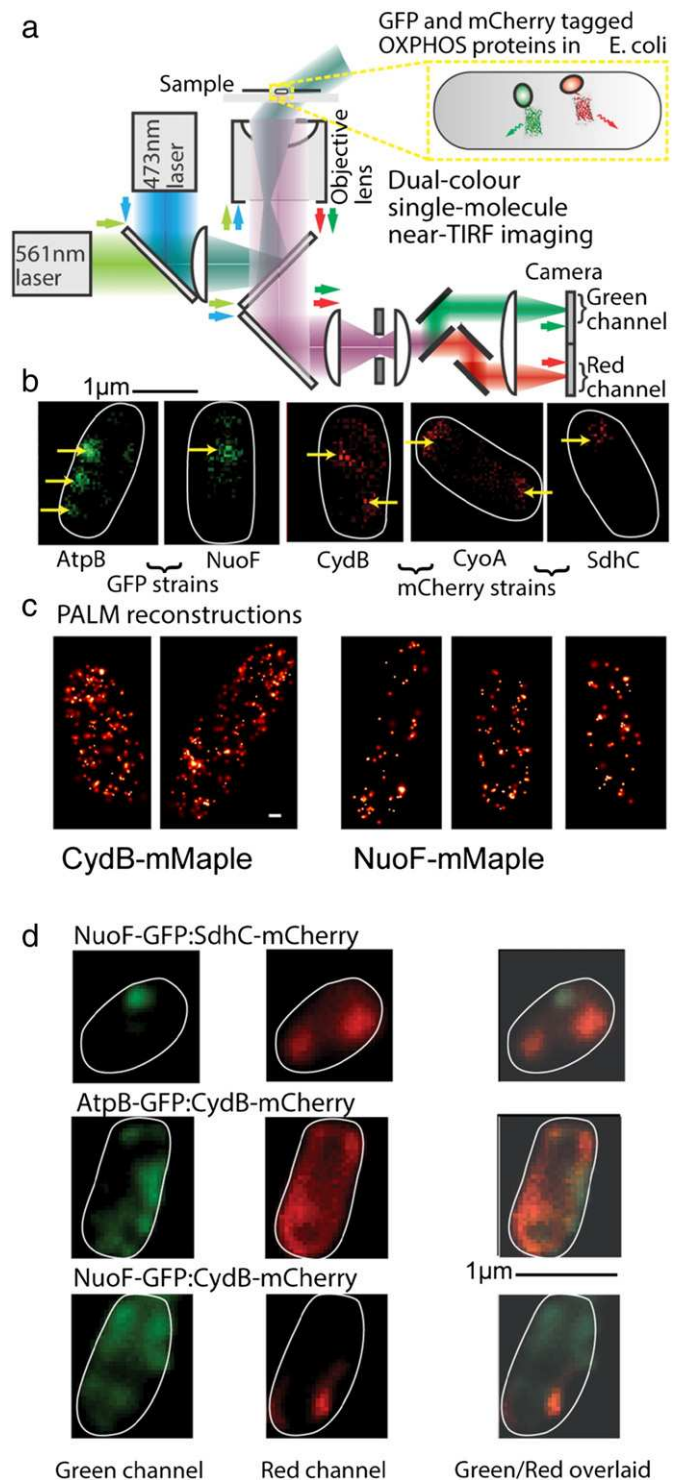 a
GFP and mCherry tagged
OXPHOS proteins in E. coli
Sample
473nm
laser
Objective
lens
561nm
laser
Dual-colour
single-molecule
near-TIRF imaging
Camera
Green
channel
Red
channel
b
1μm
AtpB
NuoF
CydB
CyoA
SdhC
GFP strains
mCherry strains
c
PALM reconstructions
CydB-mMaple
NuoF-mMaple
d
NuoF-GFP:SdhC-mCherry
AtpB-GFP:CydB-mCherry
NuoF-GFP:CydB-mCherry
1μm
Green channel
Red channel
Green/Red overlaid